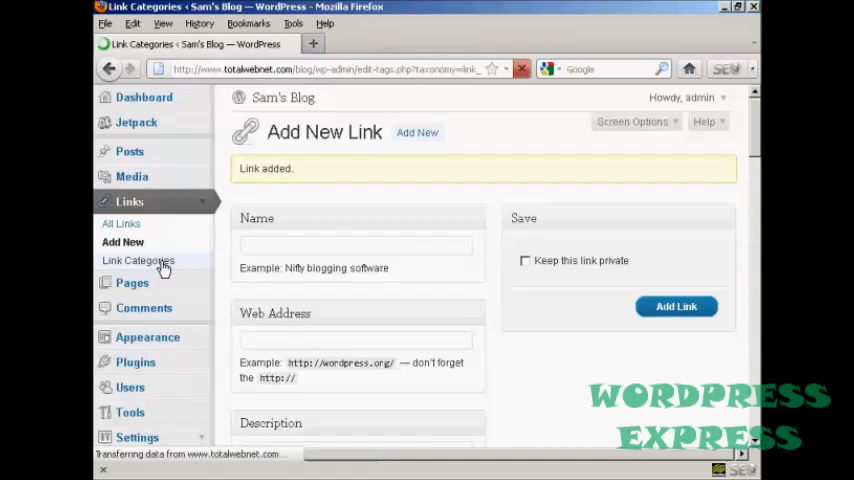 Link Categories ‹ Sam's Blog — WordPress - Mozilla Firefox
File Edit View History Bookmarks Tools Help
Link Categories ‹ Sam's Blog — WordPress
http://www.totalwebnet.com/blog/wp-admin/edit-tags.php?taxonomy=link_
Google
SEO
Dashboard
Jetpack
Posts
Media
Links
All Links
Add New
Link Categories
Pages
Comments
Appearance
Plugins
Users
Tools
Settings
Sam's Blog
Howdy, admin
Add New Link
Add New
Screen Options
Help
Link added.
Name
Example: Nifty blogging software
Web Address
Example: http://wordpress.org/ — don't forget
the http://
Description
Save
Keep this link private
Add Link
WORDPRESS
EXPRESS
Transferring data from www.totalwebnet.com...
SEO